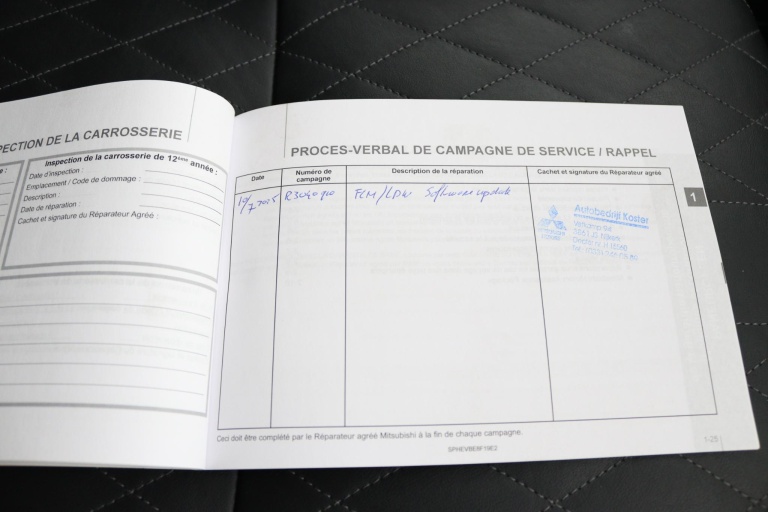 PECTION DE LA CARROSSERIE
Inspection de la carrosserie de 12ème année :
Date d'inspection :
Emplacement / Code de dommage :
Description :
Date de réparation :
Cachet et signature du Réparateur Agréé :
PROCES-VERBAL DE CAMPAGNE DE SERVICE / RAPPEL
Date
Numéro de campagne
Description de la réparation
Cachet et signature du Réparateur agréé
FCM/LDW Software update
Autobedrijf Koster
1
Ceci doit être complété par le Réparateur agréé Mitsubishi à la fin de chaque campagne.
1-25
SPHEVBE8F19E2